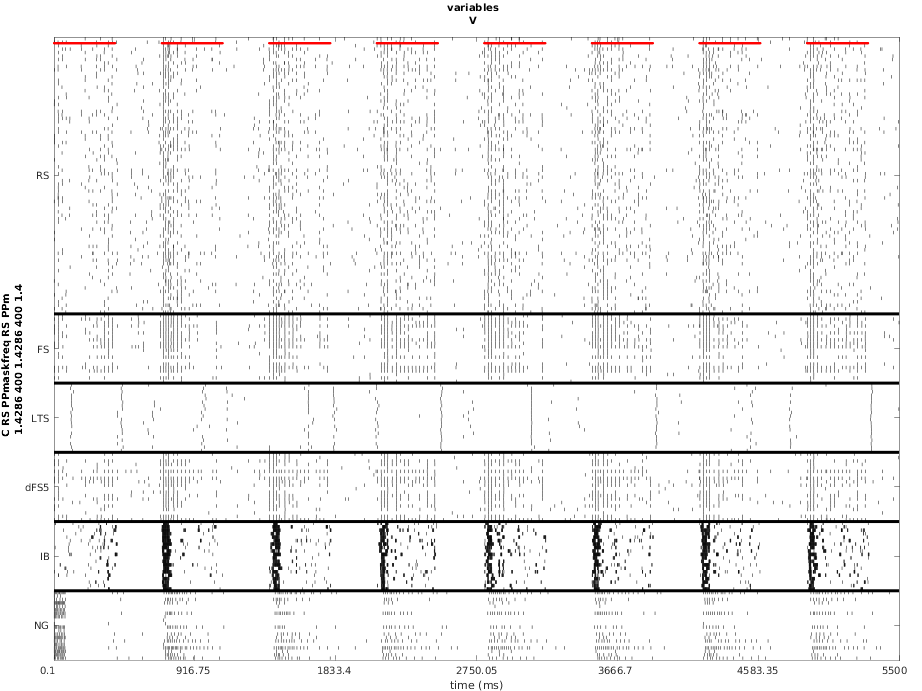 variables
V
RS
FS
LTS
dFS5
IB
NG
C RS PPmaskfreq RS PPm
1.4286 400 1.4286 400 1.4
0.1 916.75 1833.4 2750.05 3666.7 4583.35 5500
time (ms)